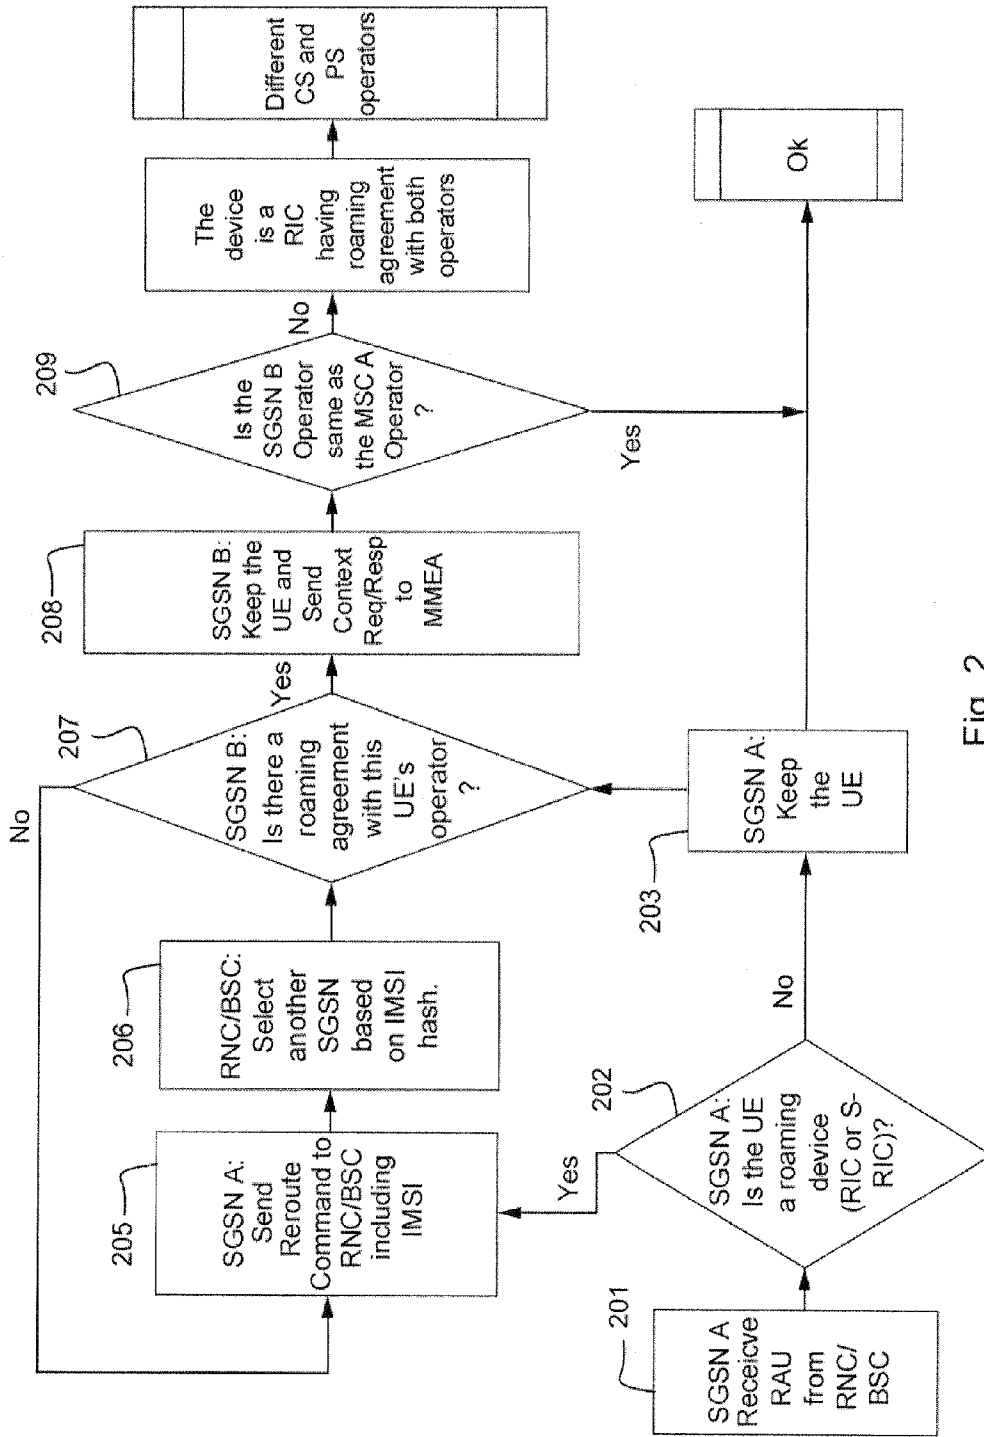 No
205
SGSN A:
Send
Reroute
Command to
RNC/BSC
including
IMSI
206
RNC/BSC:
Select
another
SGSN
based
on IMSI
hash.
207
SGSN B:
Is there a
roaming
agreement
with this
UE's
operator
?
Yes
208
SGSN B:
Keep the
UE and
Send
Context
Req/Resp
to
MMEA
209
Is the
SGSN B
Operator
same as
the MSC A
Operator
?
No
Yes
The
device
is a
RIC
having
roaming
agreement
with both
operators
Different
CS and
PS
operators
201
SGSN A
Receicve
RAU
from
RNC/
BSC
202
SGSN A:
Is the UE
a roaming
device
(RIC or S-
RIC)?
Yes
No
203
SGSN A:
Keep
the
UE
Ok
Fig. 2